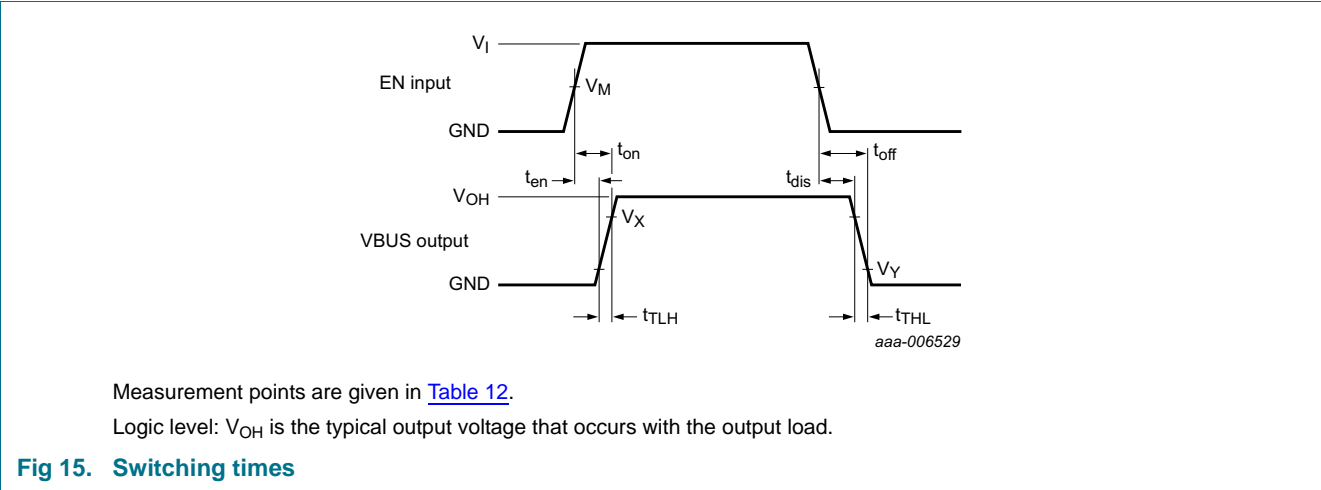 V_I
EN input
V_M
GND
t_on
t_off
t_en
t_dis
V_OH
V_X
VBUS output
V_Y
GND
t_TLH
t_THL
aaa-006529
Measurement points are given in Table 12.
Logic level: V_OH is the typical output voltage that occurs with the output load.
Fig 15. Switching times